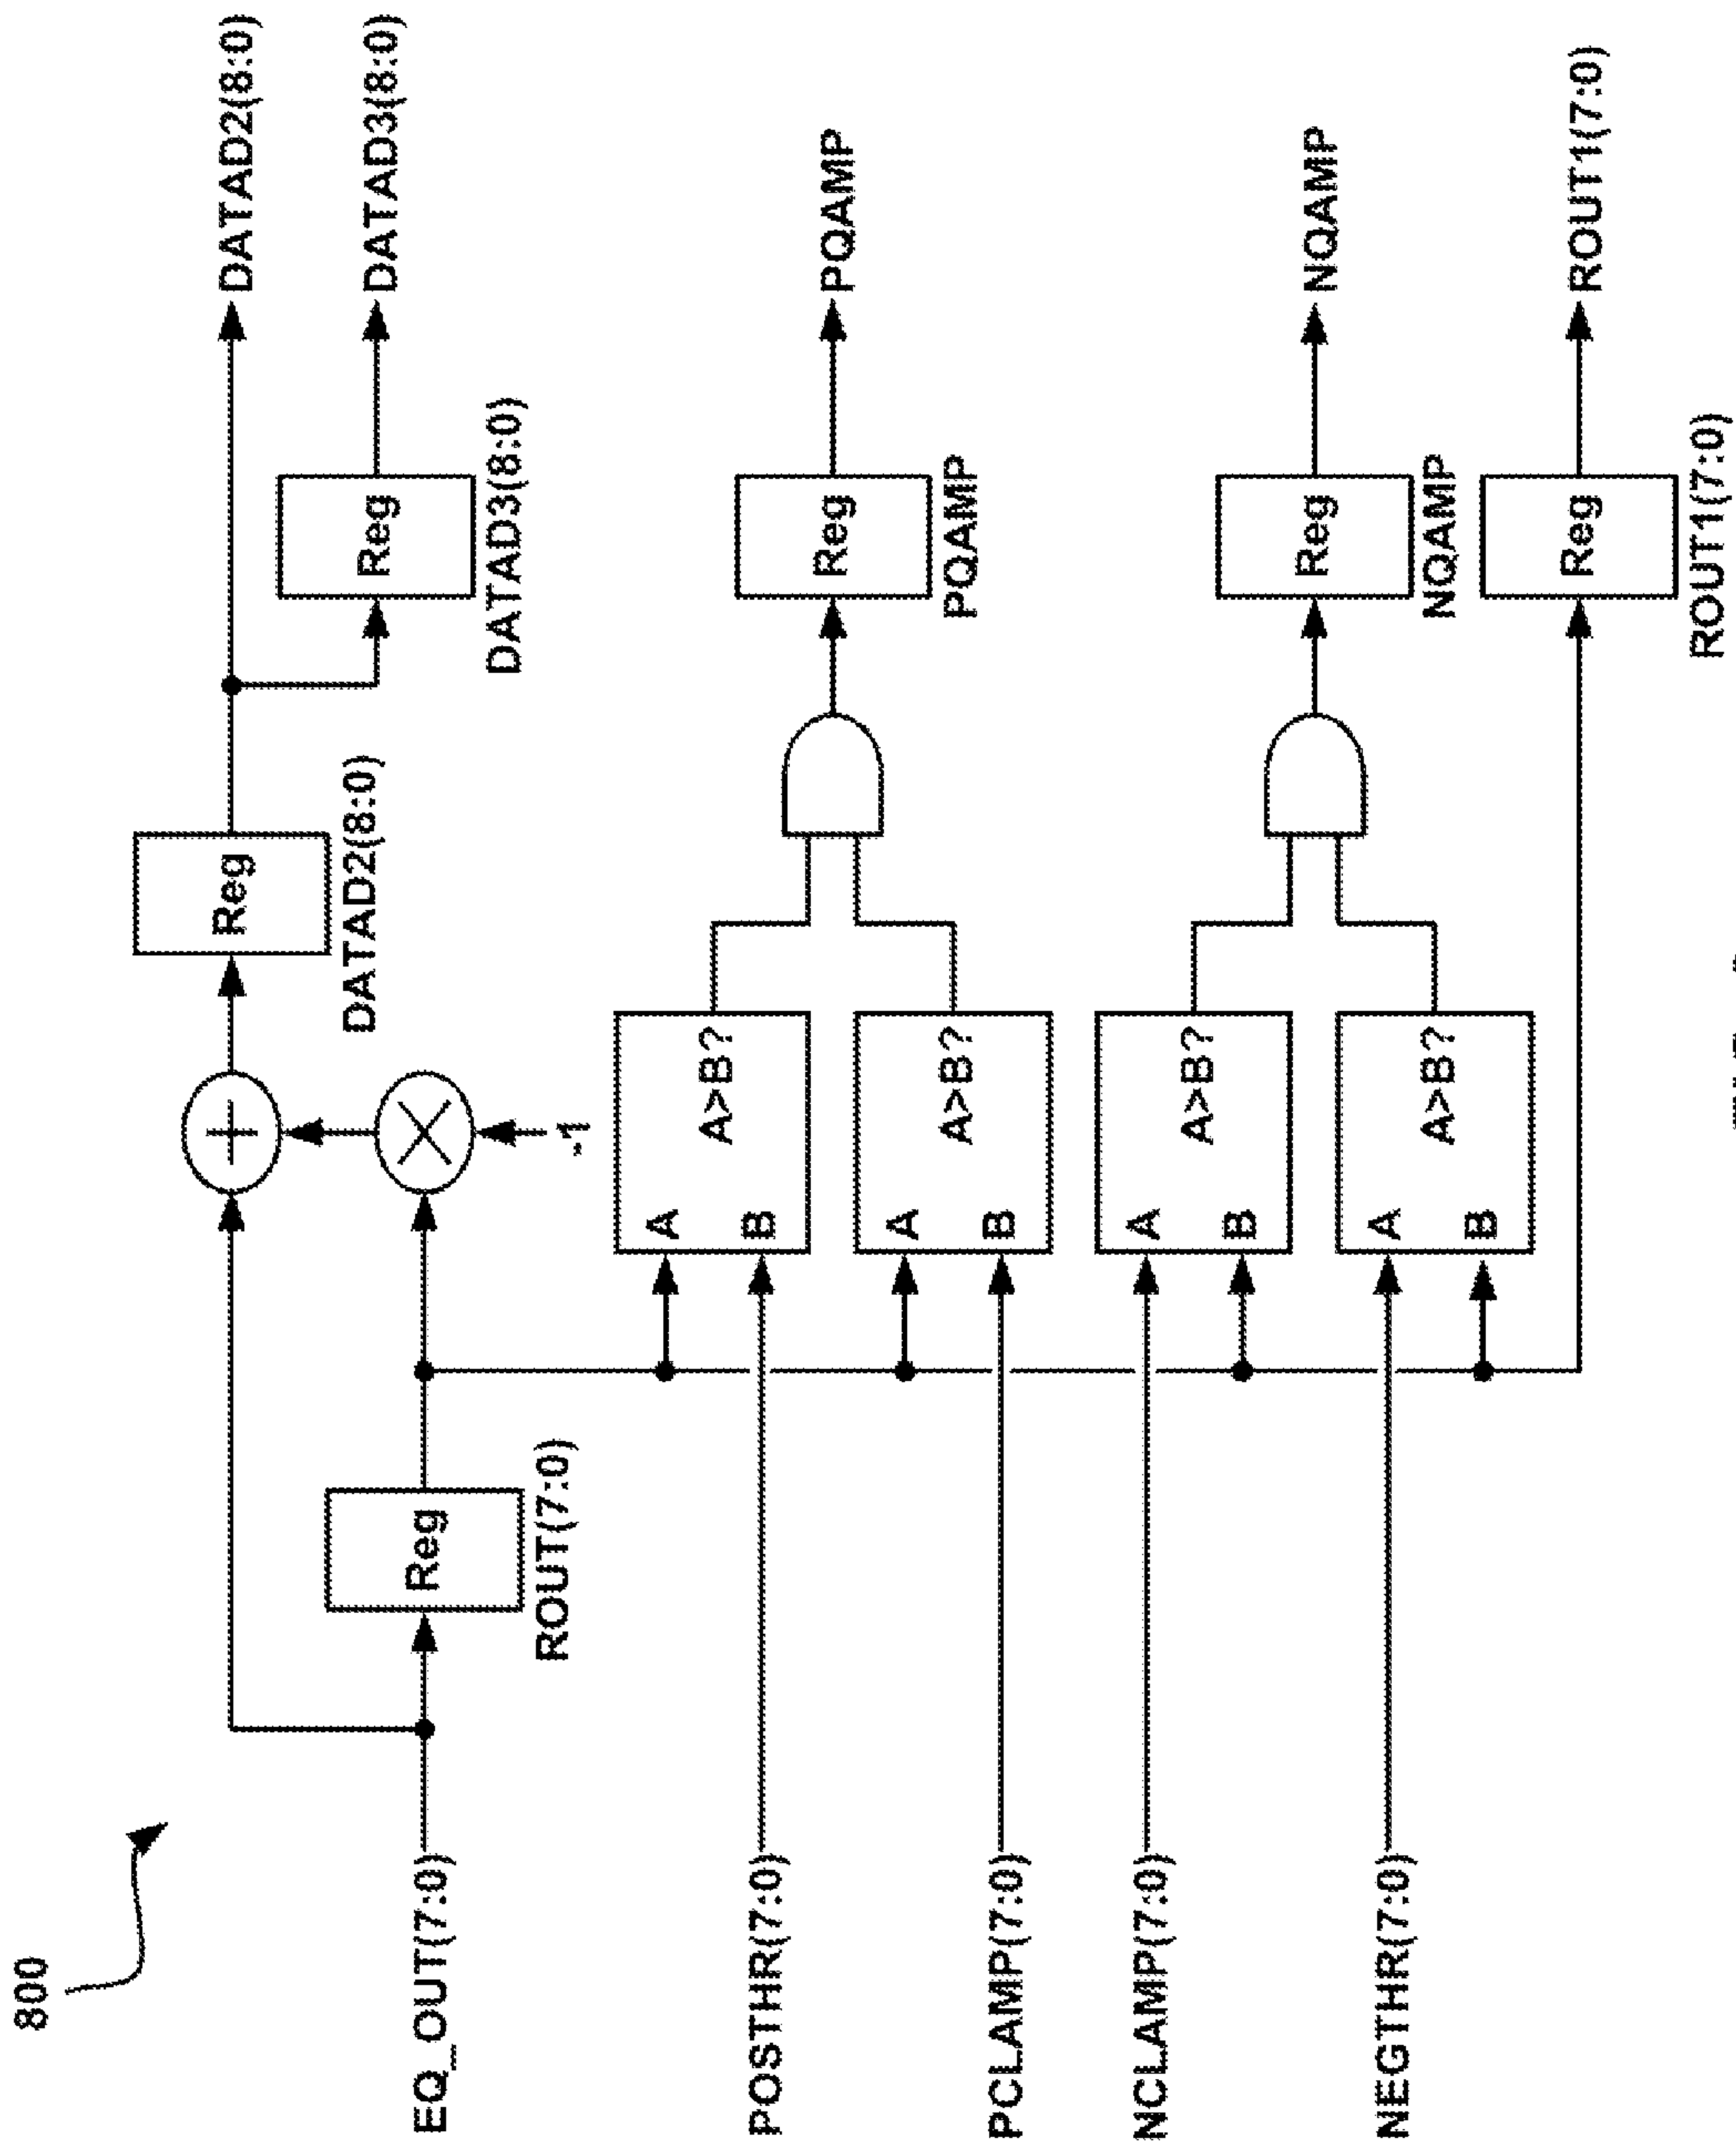 800
EQ_OUT(7:0)
Reg
ROUT(7:0)
-1
Reg
DATAD2(8:0)
DATAD2(8:0)
Reg
DATAD3(8:0)
DATAD3(8:0)
POSTHR(7:0)
A
B
A>B?
PCLAMP(7:0)
A
B
A>B?
Reg
PQAMP
PQAMP
NCLAMP(7:0)
A
B
A>B?
NEGTHR(7:0)
A
B
A>B?
Reg
NQAMP
NQAMP
Reg
ROUT1(7:0)
ROUT1(7:0)